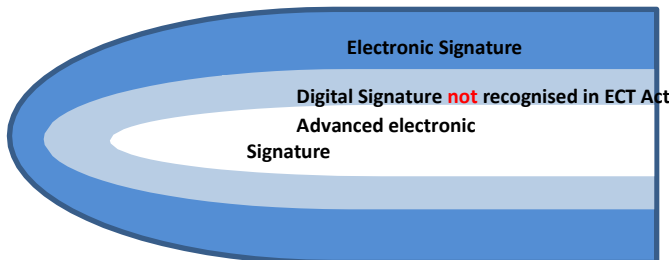 Electronic Signature
Digital Signature not recognised in ECT Act
Advanced electronic
Signature